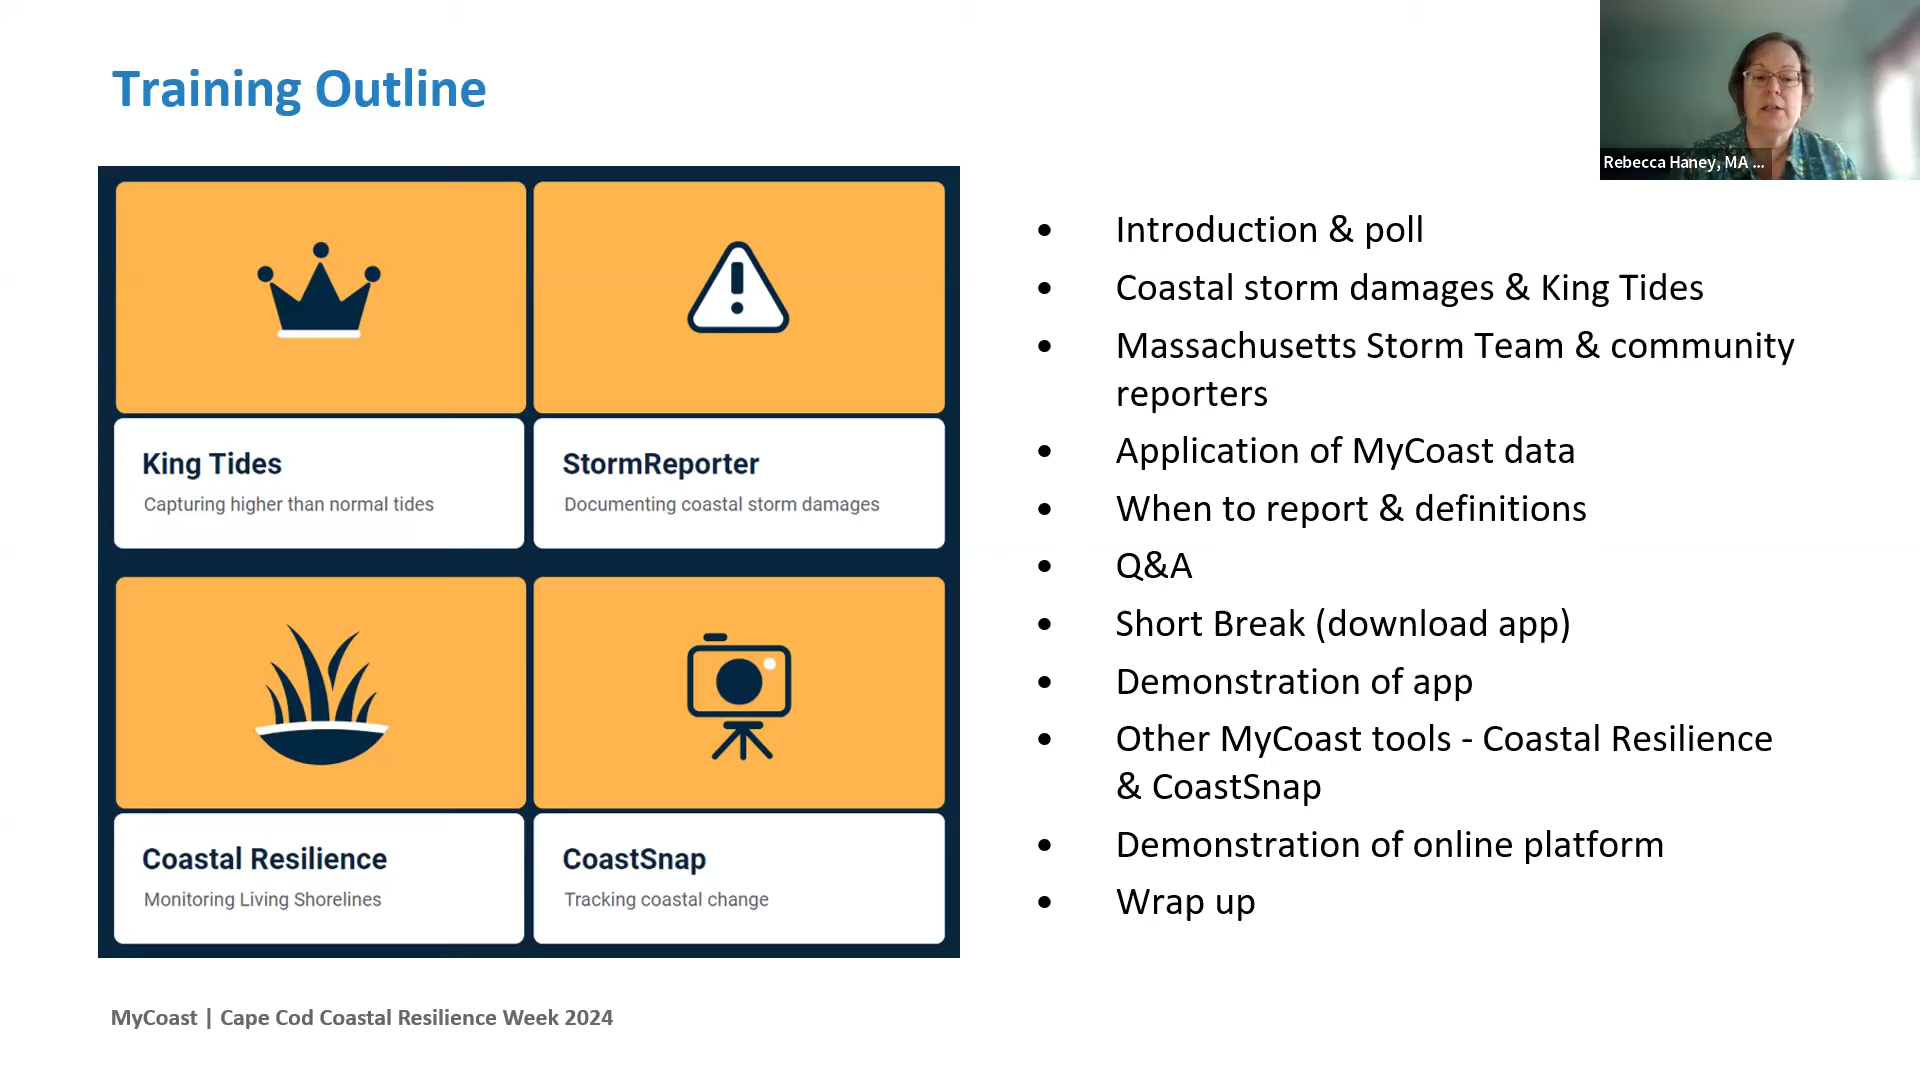 Training Outline
Rebecca Haney, MA ...
King Tides
Capturing higher than normal tides
StormReporter
Documenting coastal storm damages
Coastal Resilience
Monitoring Living Shorelines
CoastSnap
Tracking coastal change
• Introduction & poll
• Coastal storm damages & King Tides
• Massachusetts Storm Team & community
reporters
• Application of MyCoast data
• When to report & definitions
• Q&A
• Short Break (download app)
• Demonstration of app
• Other MyCoast tools - Coastal Resilience
& CoastSnap
• Demonstration of online platform
• Wrap up
MyCoast | Cape Cod Coastal Resilience Week 2024